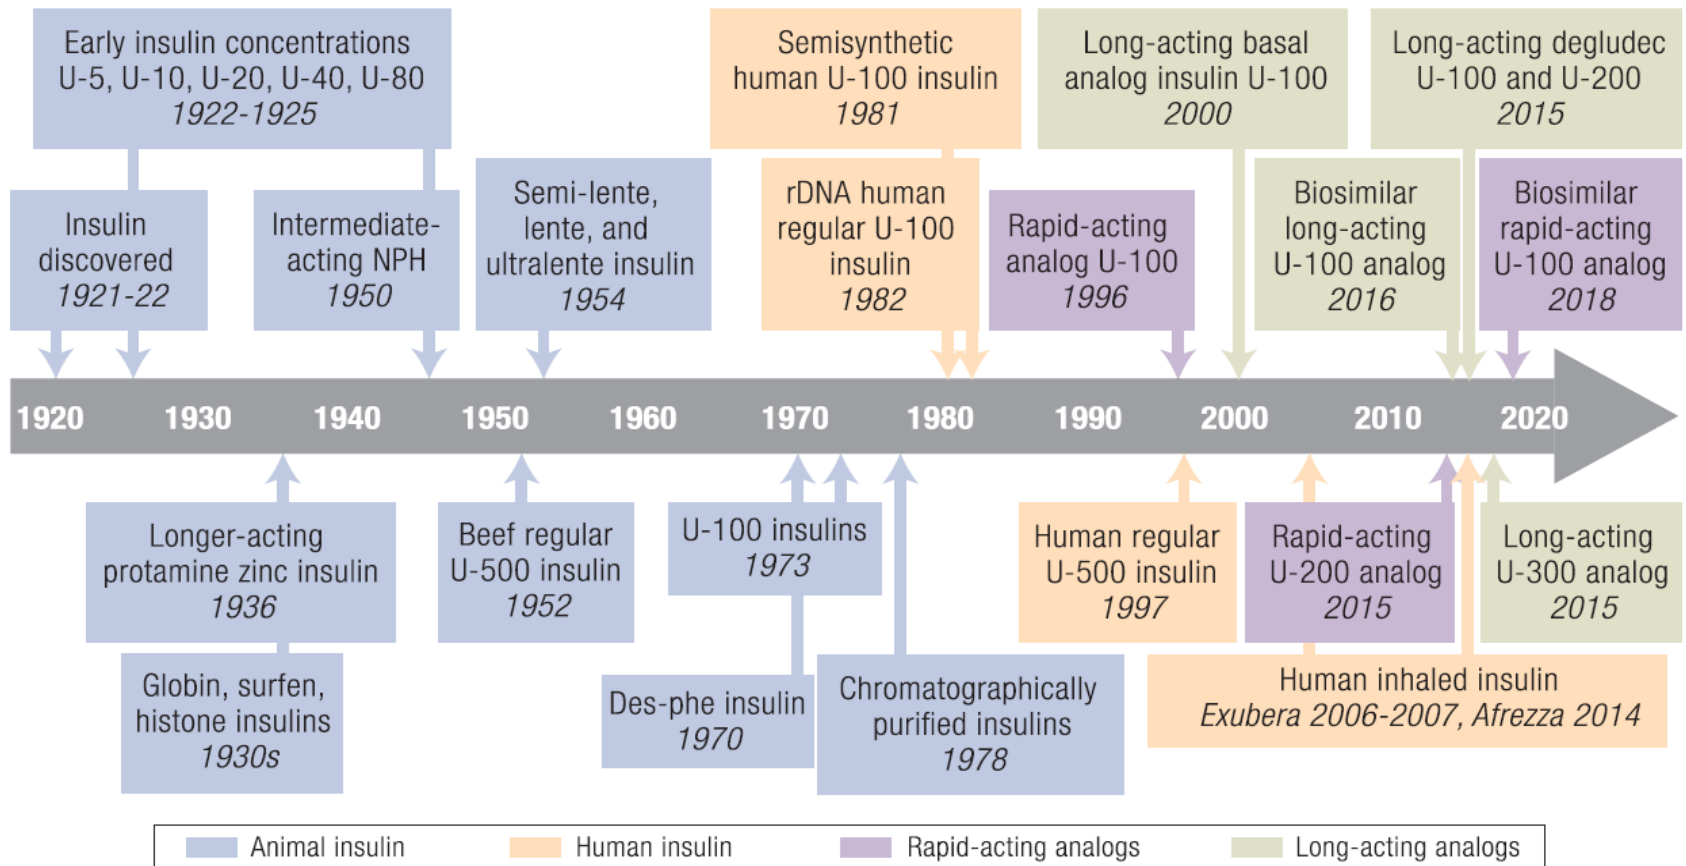 Early insulin concentrations
U-5, U-10, U-20, U-40, U-80
1922-1925
Semisynthetic
human U-100 insulin
1981
Long-acting basal
analog insulin U-100
2000
Long-acting degludec
U-100 and U-200
2015
Insulin
discovered
1921-22
Intermediate-
acting NPH
1950
Semi-lente,
lente, and
ultralente insulin
1954
rDNA human
regular U-100
insulin
1982
Rapid-acting
analog U-100
1996
Biosimilar
long-acting
U-100 analog
2016
Biosimilar
rapid-acting
U-100 analog
2018
1920 1930 1940 1950 1960 1970 1980 1990 2000 2010 2020
Longer-acting
protamine zinc insulin
1936
Beef regular
U-500 insulin
1952
U-100 insulins
1973
Human regular
U-500 insulin
1997
Rapid-acting
U-200 analog
2015
Long-acting
U-300 analog
2015
Globin, surfen,
histone insulins
1930s
Des-phe insulin
1970
Chromatographically
purified insulins
1978
Human inhaled insulin
Exubera 2006-2007, Afrezza 2014
Animal insulin Human insulin Rapid-acting analogs Long-acting analogs